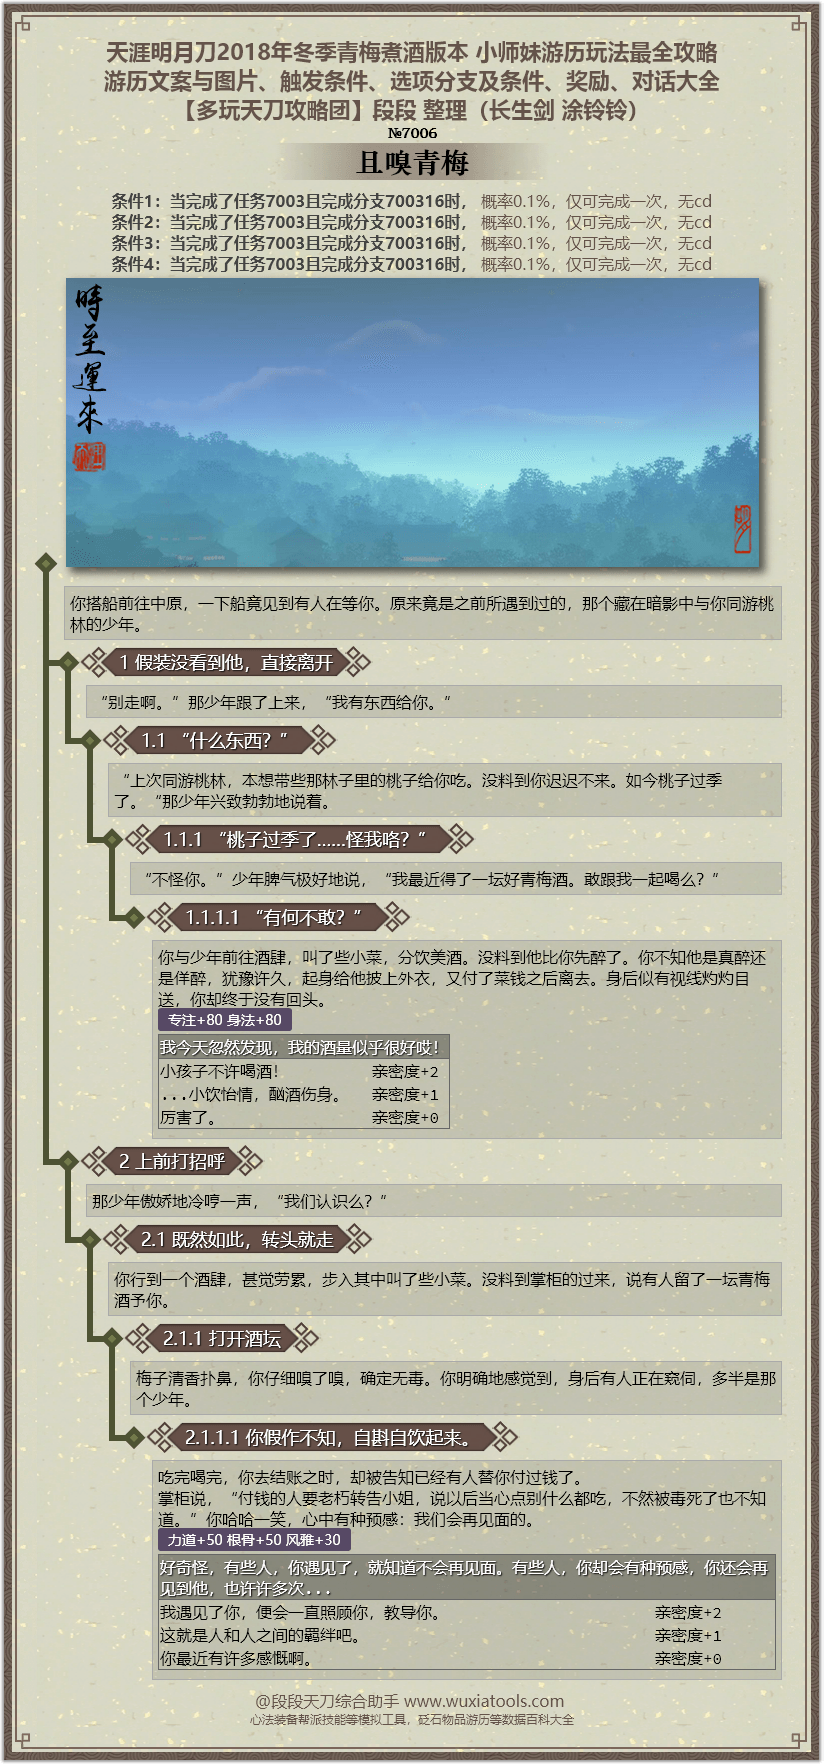 天涯明月刀2018年冬季青梅煮酒版本 小师妹游历玩法最全攻略
游历文案与图片、触发条件、选项分支及条件、奖励、对话大全
【多玩天刀攻略团】段段 整理（长生剑 涂铃铃）
№7006
且嗅青梅
条件1：当完成了任务7003且完成分支700316时， 概率0.1%，仅可完成一次，无cd
条件2：当完成了任务7003且完成分支700316时， 概率0.1%，仅可完成一次，无cd
条件3：当完成了任务7003且完成分支700316时， 概率0.1%，仅可完成一次，无cd
条件4：当完成了任务7003且完成分支700316时， 概率0.1%，仅可完成一次，无cd
時至運來
你搭船前往中原，一下船竟见到有人在等你。原来竟是之前所遇到过的，那个藏在暗影中与你同游桃
林的少年。
1 假装没看到他，直接离开
“别走啊。”那少年跟了上来，“我有东西给你。”
1.1 “什么东西？”
“上次同游桃林，本想带些那林子里的桃子给你吃。没料到你迟迟不来。如今桃子过季
了。“那少年兴致勃勃地说着。
1.1.1 “桃子过季了......怪我咯？”
“不怪你。”少年脾气极好地说，“我最近得了一坛好青梅酒。敢跟我一起喝么？”
1.1.1.1 “有何不敢？”
你与少年前往酒肆，叫了些小菜，分饮美酒。没料到他比你先醉了。你不知他是真醉还
是佯醉，犹豫许久，起身给他披上外衣，又付了菜钱之后离去。身后似有视线灼灼目
送，你却终于没有回头。
专注+80 身法+80
我今天忽然发现，我的酒量似乎很好哎！
小孩子不许喝酒！ 亲密度+2
...小饮怡情，酗酒伤身。 亲密度+1
厉害了。 亲密度+0
2 上前打招呼
那少年傲娇地冷哼一声，“我们认识么？”
2.1 既然如此，转头就走
你行到一个酒肆，甚觉劳累，步入其中叫了些小菜。没料到掌柜的过来，说有人留了一坛青梅
酒予你。
2.1.1 打开酒坛
梅子清香扑鼻，你仔细嗅了嗅，确定无毒。你明确地感觉到，身后有人正在窥伺，多半是那
个少年。
2.1.1.1 你假作不知，自斟自饮起来。
吃完喝完，你去结账之时，却被告知已经有人替你付过钱了。
掌柜说，“付钱的人要老朽转告小姐，说以后当心点别什么都吃，不然被毒死了也不知
道。”你哈哈一笑，心中有种预感：我们会再见面的。
力道+50 根骨+50 风雅+30
好奇怪，有些人，你遇见了，就知道不会再见面。有些人，你却会有种预感，你还会再
见到他，也许许多次...
我遇见了你，便会一直照顾你，教导你。 亲密度+2
这就是人和人之间的羁绊吧。 亲密度+1
你最近有许多感慨啊。 亲密度+0
@段段天刀综合助手 www.wuxiatools.com
心法装备帮派技能等模拟工具，砭石物品游历等数据百科大全